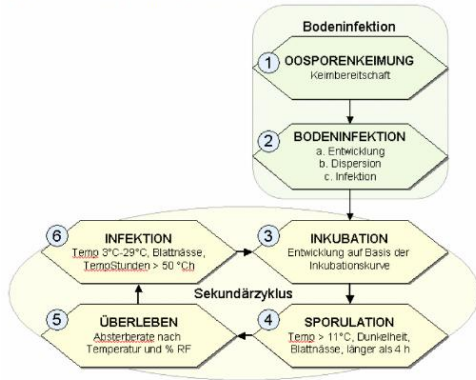 Bodeninfektion
1
OOSPORENKEIMUNG
Keimbereitschaft
2
BODENINFEKTION
a. Entwicklung
b. Dispersion
c. Infektion
6
INFEKTION
Temp 3°C-29°C, Blattnässe,
TempStunden > 50 °Ch
3
INKUBATION
Entwicklung auf Basis der
Inkubationskurve
Sekundärzyklus
5
ÜBERLEBEN
Absterberate nach
Temperatur und % RF
4
SPORULATION
Temp > 11°C, Dunkelheit,
Blattnässe, länger als 4 h